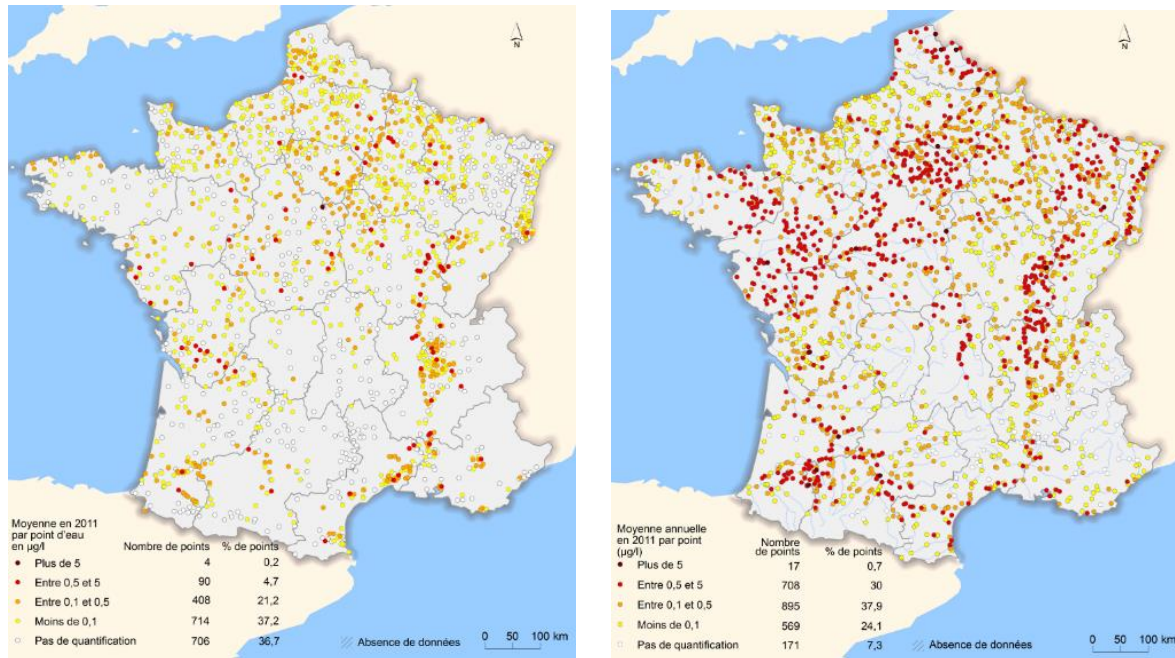 N
Moyenne en 2011
par point d'eau
en µg/l
Nombre de points
% de points
Plus de 5 4 0,2
Entre 0,5 et 5 90 4,7
Entre 0,1 et 0,5 408 21,2
Moins de 0,1 714 37,2
Pas de quantification 706 36,7
Absence de données
0 50 100 km
N
Moyenne annuelle
en 2011 par point
(µg/l)
Nombre
de points
% de points
Plus de 5 17 0,7
Entre 0,5 et 5 708 30
Entre 0,1 et 0,5 895 37,9
Moins de 0,1 569 24,1
Pas de quantification 171 7,3
Absence de données
0 50 100 km